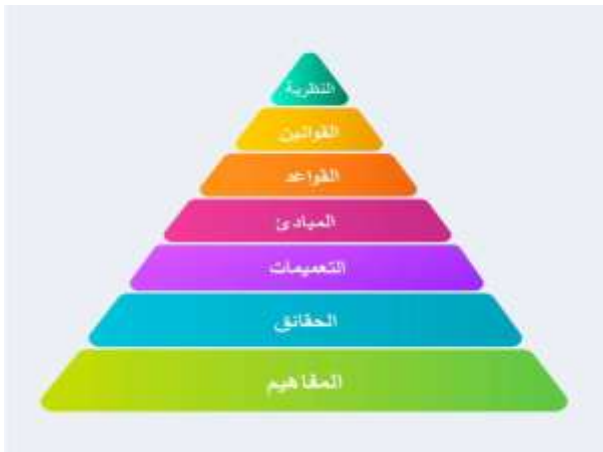 النظرية
القوانين
القواعد
المبادئ
التعميمات
الحقائق
المفاهيم